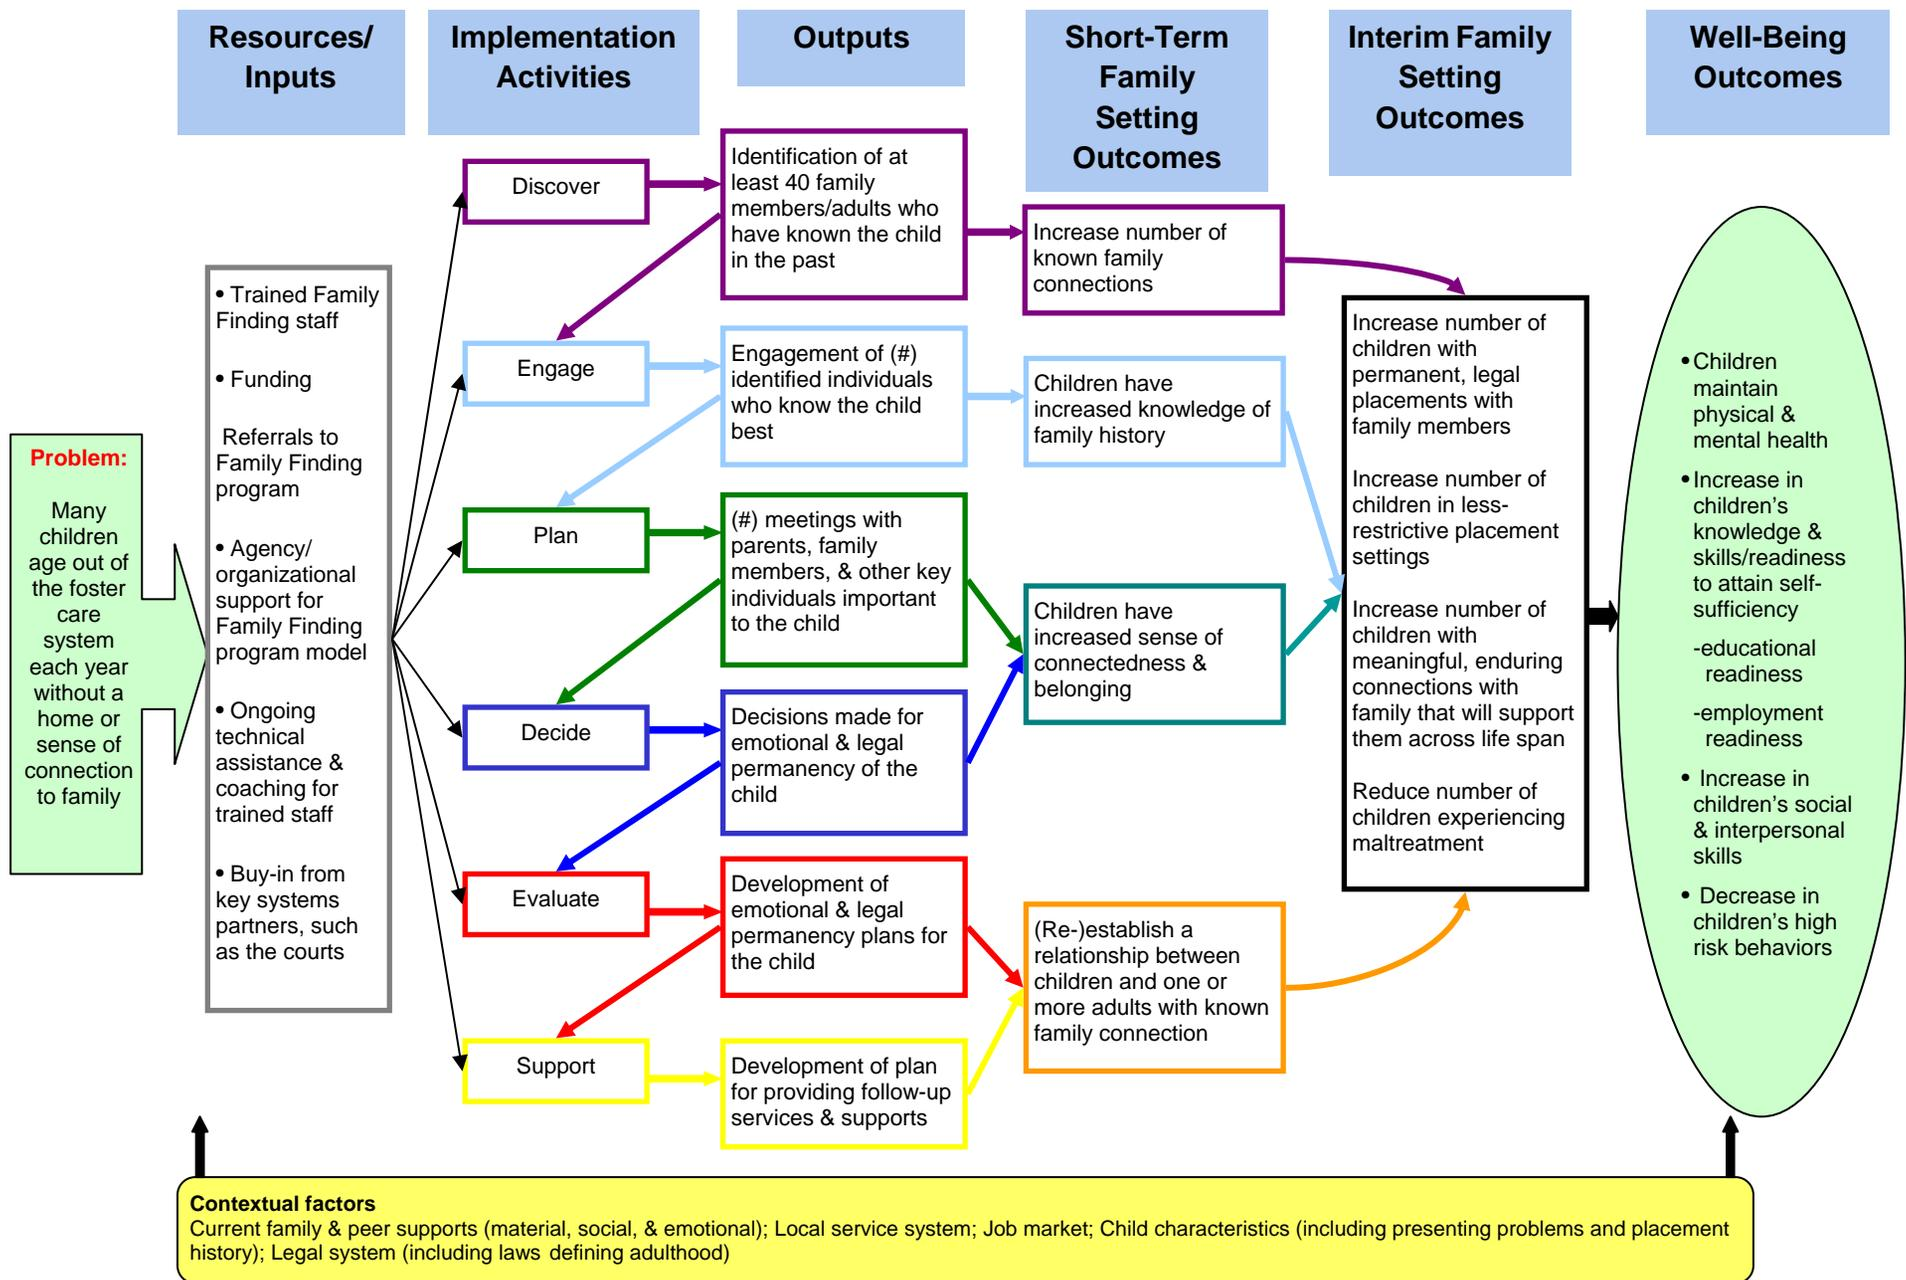 Resources/
Inputs
Implementation
Activities
Outputs
Short-Term
Family
Setting
Outcomes
Interim Family
Setting
Outcomes
Well-Being
Outcomes
Problem:
Many
children
age out of
the foster
care
system
each year
without a
home or
sense of
connection
to family
• Trained Family
Finding staff
• Funding
Referrals to
Family Finding
program
• Agency/
organizational
support for
Family Finding
program model
• Ongoing
technical
assistance &
coaching for
trained staff
• Buy-in from
key systems
partners, such
as the courts
Discover
Engage
Plan
Decide
Evaluate
Support
Identification of at
least 40 family
members/adults who
have known the child
in the past
Engagement of (#)
identified individuals
who know the child
best
(#) meetings with
parents, family
members, & other key
individuals important
to the child
Decisions made for
emotional & legal
permanency of the
child
Development of
emotional & legal
permanency plans for
the child
Development of plan
for providing follow-up
services & supports
Increase number of
known family
connections
Children have
increased knowledge of
family history
Children have
increased sense of
connectedness &
belonging
(Re-)establish a
relationship between
children and one or
more adults with known
family connection
Increase number of
children with
permanent, legal
placements with
family members
Increase number of
children in less-
restrictive placement
settings
Increase number of
children with
meaningful, enduring
connections with
family that will support
them across life span
Reduce number of
children experiencing
maltreatment
• Children
maintain
physical &
mental health
• Increase in
children's
knowledge &
skills/readiness
to attain self-
sufficiency
-educational
readiness
-employment
readiness
• Increase in
children's social
& interpersonal
skills
• Decrease in
children's high
risk behaviors
Contextual factors
Current family & peer supports (material, social, & emotional); Local service system; Job market; Child characteristics (including presenting problems and placement
history); Legal system (including laws defining adulthood)